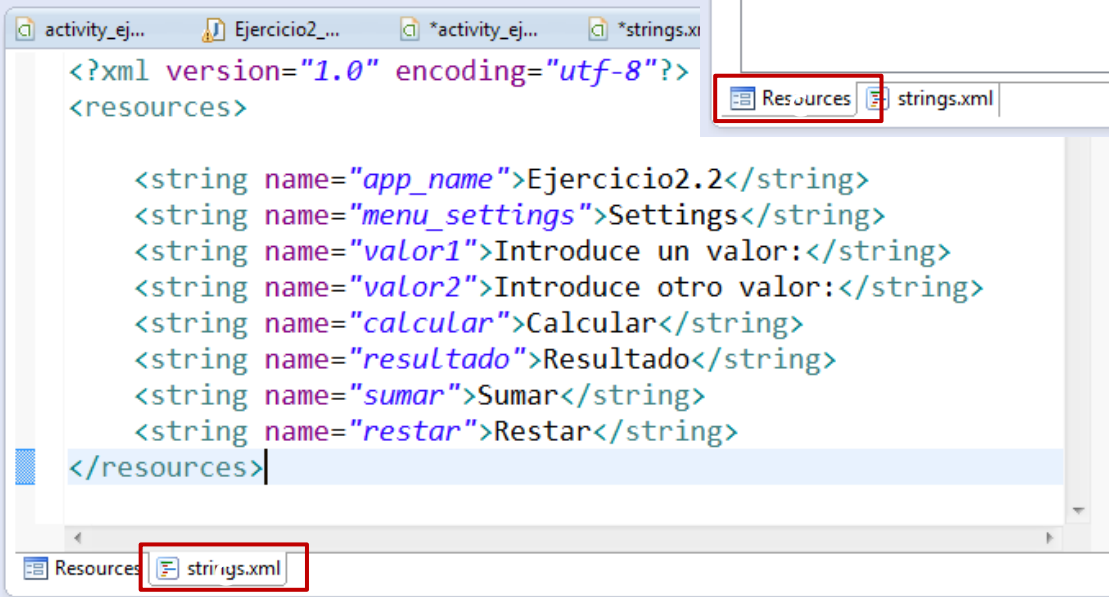 activity_ej... Ejercicio2_... *activity_ej... *strings.x
<?xml version="1.0" encoding="utf-8"?>
<resources>
<string name="app_name">Ejercicio2.2</string>
<string name="menu_settings">Settings</string>
<string name="valor1">Introduce un valor:</string>
<string name="valor2">Introduce otro valor:</string>
<string name="calcular">Calcular</string>
<string name="resultado">Resultado</string>
<string name="sumar">Sumar</string>
<string name="restar">Restar</string>
</resources>
Resources strings.xml
Resources strings.xml